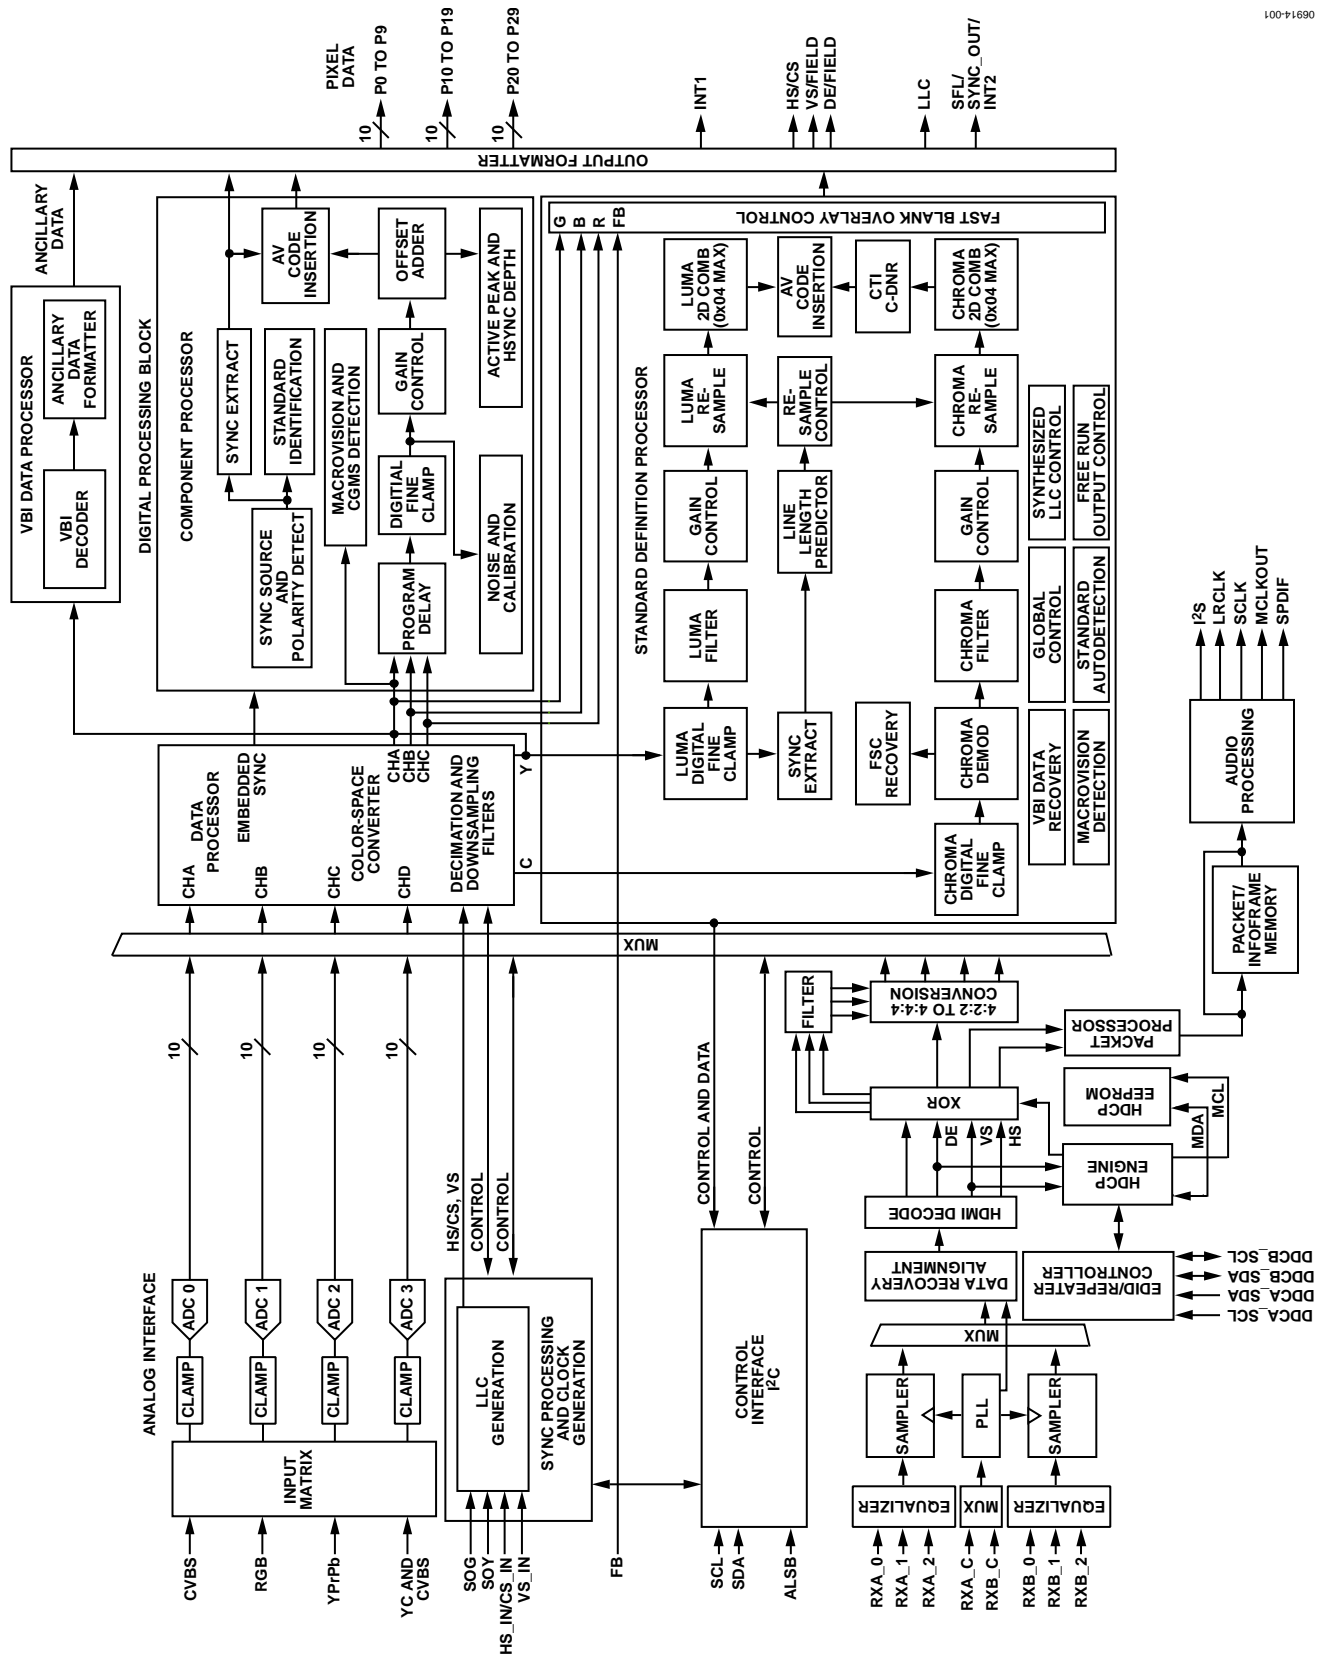 06914-001
PIXEL
DATA
P0 TO P9
P10 TO P19
P20 TO P29
10
10
10
INT1
HS/CS
VS/FIELD
DE/FIELD
LLC
SFL/
SYNC_OUT/
INT2
OUTPUT FORMATTER
ANCILLARY
DATA
VBI DATA PROCESSOR
ANCILLARY
DATA
FORMATTER
VBI
DECODER
DIGITAL PROCESSING BLOCK
COMPONENT PROCESSOR
AV
CODE
INSERTION
OFFSET
ADDER
ACTIVE PEAK AND
HSYNC DEPTH
SYNC EXTRACT
STANDARD
IDENTIFICATION
MACROVISION AND
CGMS DETECTION
GAIN
CONTROL
DIGITIAL
FINE
CLAMP
NOISE AND
CALIBRATION
SYNC SOURCE
AND
POLARITY DETECT
PROGRAM
DELAY
FAST BLANK OVERLAY CONTROL
G
B
R
FB
STANDARD DEFINITION PROCESSOR
LUMA
2D COMB
(0x04 MAX)
AV
CODE
INSERTION
CTI
C-DNR
CHROMA
2D COMB
(0x04 MAX)
LUMA
RE-
SAMPLE
RE-
SAMPLE
CONTROL
CHROMA
RE-
SAMPLE
GAIN
CONTROL
LINE
LENGTH
PREDICTOR
GAIN
CONTROL
SYNTHESIZED
LLC CONTROL
FREE RUN
OUTPUT CONTROL
LUMA
FILTER
CHROMA
FILTER
GLOBAL
CONTROL
STANDARD
AUTODETECTION
LUMA
DIGITAL
FINE
CLAMP
SYNC
EXTRACT
FSC
RECOVERY
CHROMA
DEMOD
VBI DATA
RECOVERY
MACROVISION
DETECTION
CHROMA
DIGITAL
FINE
CLAMP
I²S
LRCLK
SCLK
MCLKOUT
SPDIF
AUDIO
PROCESSING
PACKET/
INFOFRAME
MEMORY
CHA
DATA
PROCESSOR
EMBEDDED
SYNC
CHB
CHC
COLOR-SPACE
CONVERTER
CHA
CHB
CHC
CHD
DECIMATION AND
DOWNSAMPLING
FILTERS
Y
C
MUX
10
10
10
10
ANALOG INTERFACE
ADC 0
ADC 1
ADC 2
ADC 3
CLAMP
CLAMP
CLAMP
CLAMP
INPUT
MATRIX
CVBS
RGB
YPrPb
YC AND
CVBS
HS/CS, VS
CONTROL
CONTROL
LLC
GENERATION
SYNC PROCESSING
AND CLOCK
GENERATION
SOG
SOY
HS_IN/CS_IN
VS_IN
FB
CONTROL AND DATA
CONTROL
CONTROL
INTERFACE
I²C
SCL
SDA
ALSB
FILTER
4:2:2 TO 4:4:4
CONVERSION
PACKET
PROCESSOR
XOR
HDCP
EEPROM
DE
VS
HS
MDA
MCL
HDCP
ENGINE
HDMI DECODE
DATA RECOVERY
ALIGNMENT
EDID/REPEATER
CONTROLLER
DDCB_SCL
DDCB_SDA
DDCA_SDA
DDCA_SCL
MUX
SAMPLER
PLL
SAMPLER
EQUALIZER
MUX
EQUALIZER
RXA_0
RXA_1
RXA_2
RXA_C
RXB_C
RXB_0
RXB_1
RXB_2